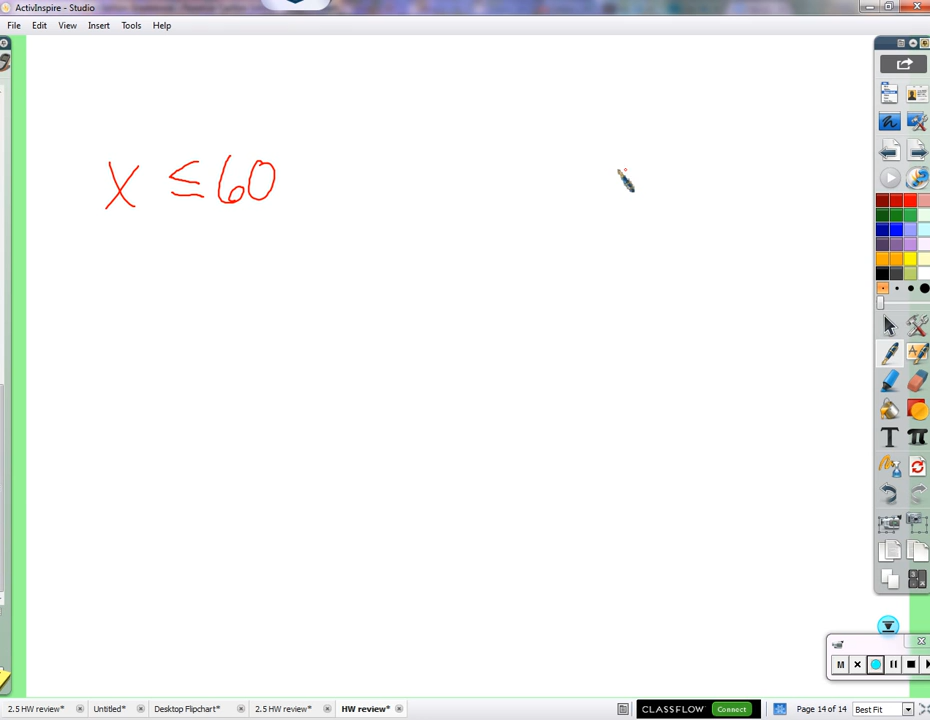 ActivInspire - Studio
File Edit View Insert Tools Help
X ≤ 60
2.5 HW review* Untitled* Desktop Flipchart* 2.5 HW review* HW review* CLASSFLOW Connect Page 14 of 14 Best Fit